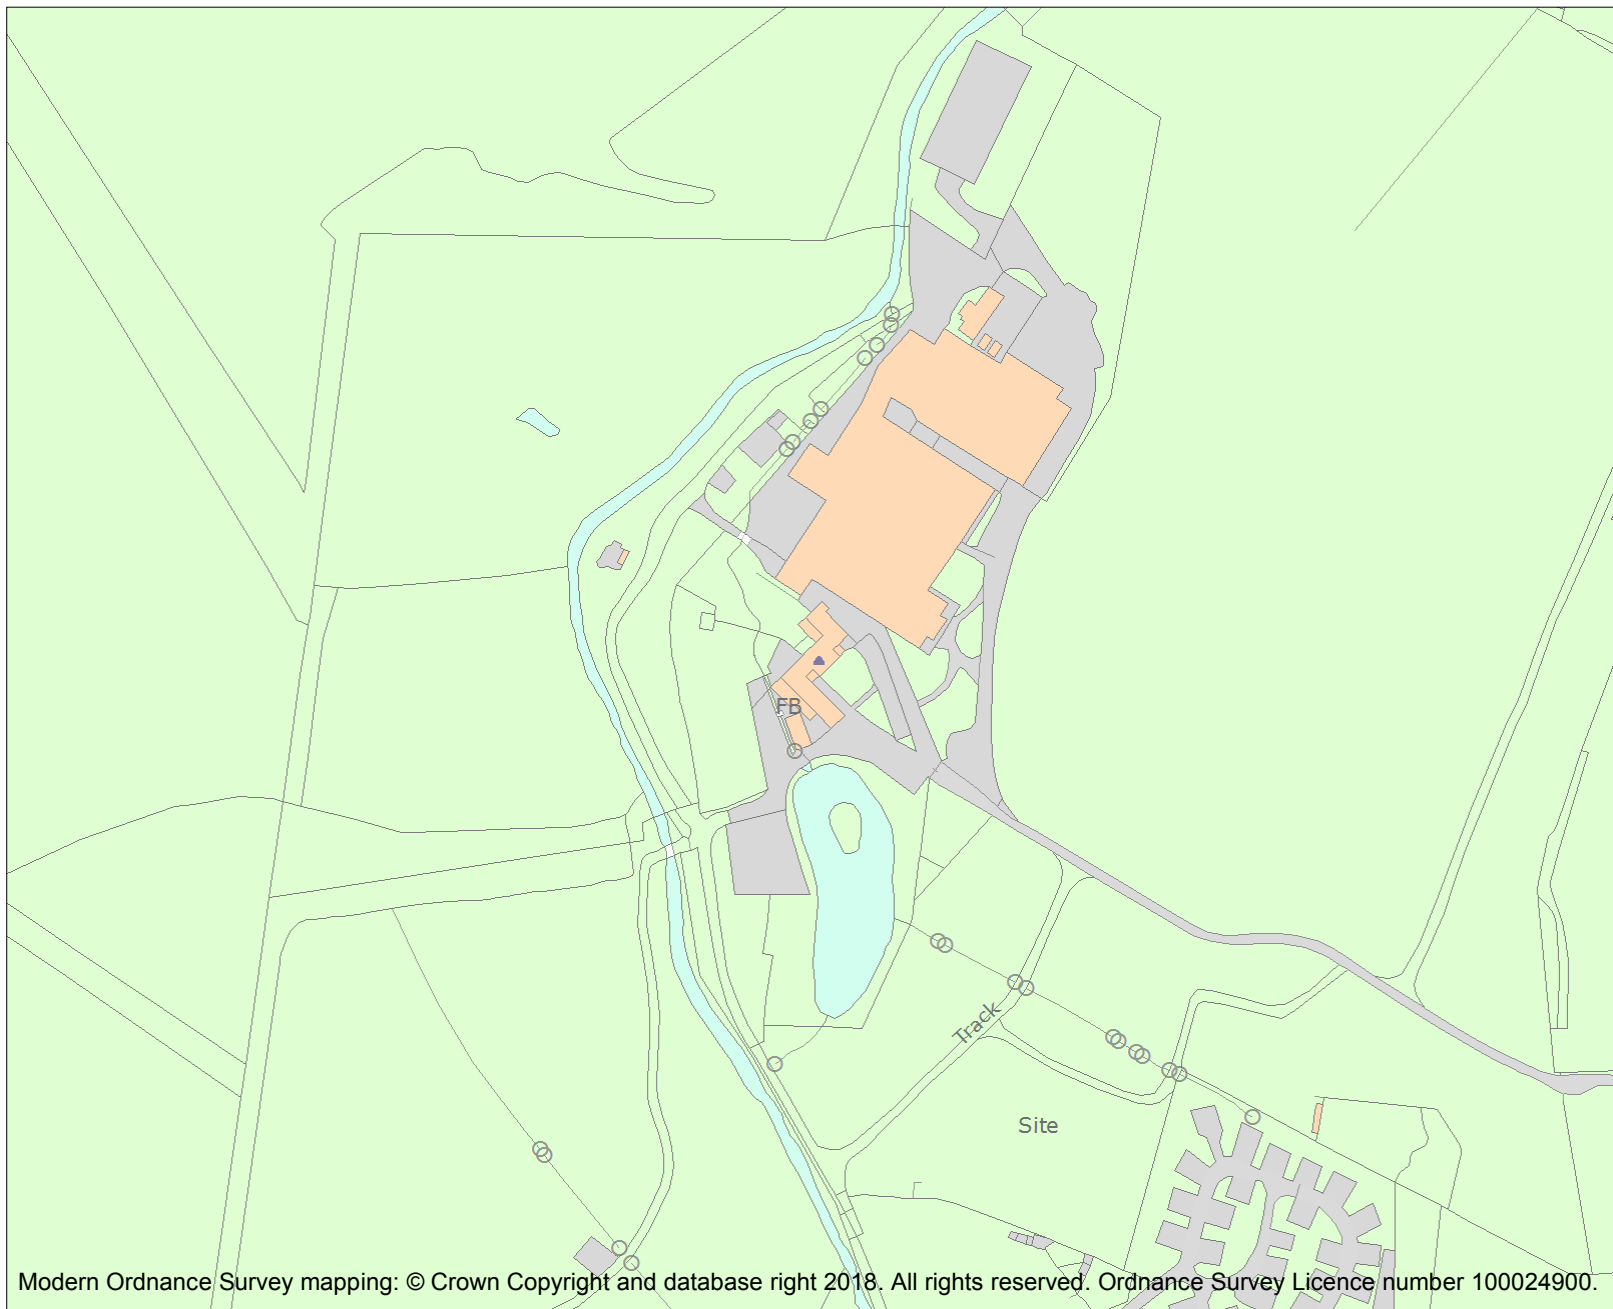 FB
Track
Site
Modern Ordnance Survey mapping: © Crown Copyright and database right 2018. All rights reserved. Ordnance Survey Licence number 100024900.